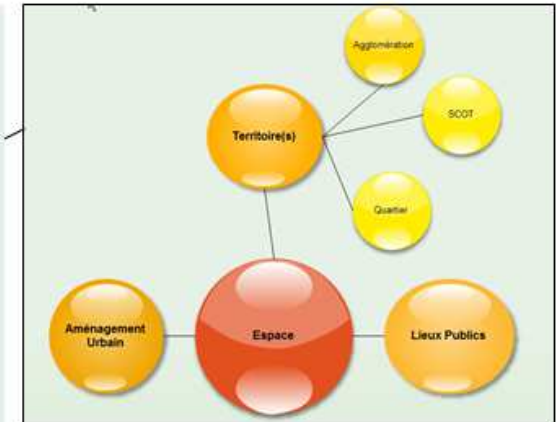 Agglomération
SCOT
Territoire(s)
Quartier
Aménagement
Urbain
Espace
Lieux Publics